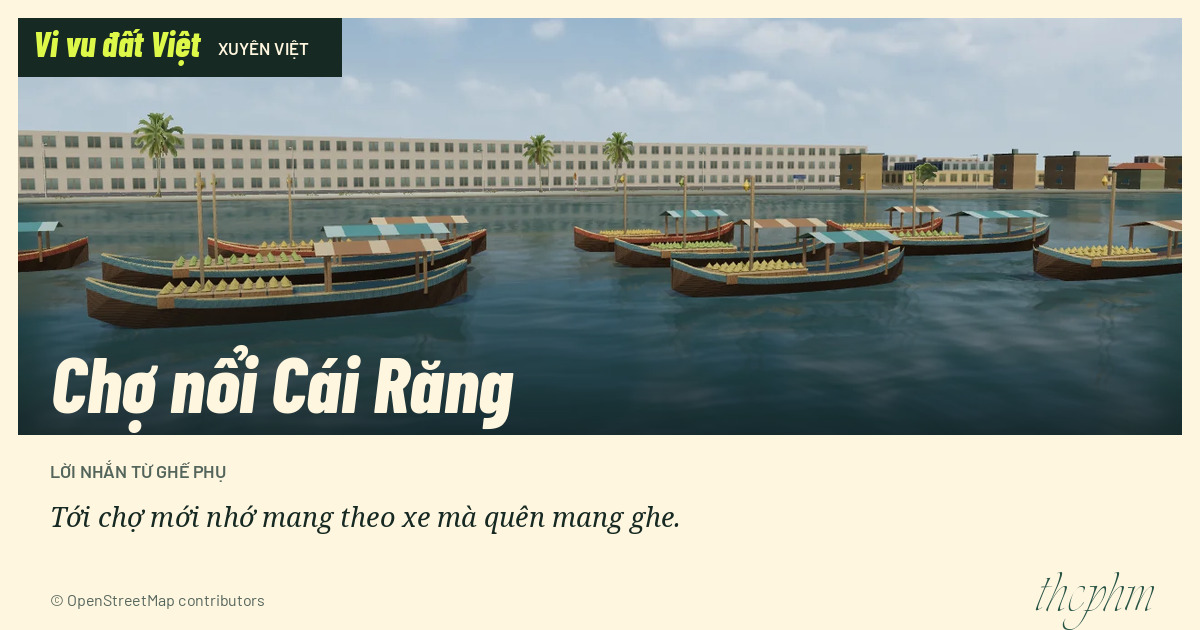 Vi vu đất Việt XUYÊN VIỆT
Chợ nổi Cái Răng
LỜI NHẮN TỪ GHẾ PHỤ
Tới chợ mới nhớ mang theo xe mà quên mang ghe.
© OpenStreetMap contributors
thcphm